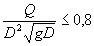 Q / (D²√(gD)) ≤ 0,8